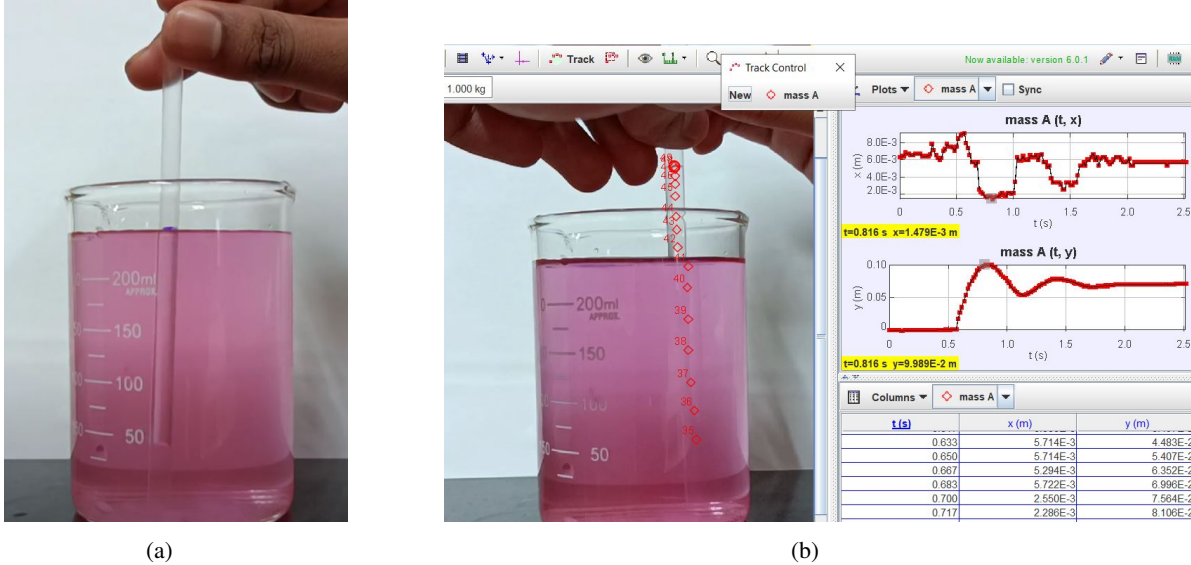 200ml
APPROX.
150
100
50
(a)
Track
Now available: version 6.0.1
Track Control
New
mass A
1.000 kg
Plots
mass A
Sync
mass A (t, x)
x (m)
8.0E-3
6.0E-3
4.0E-3
2.0E-3
0 0.5 1.0 1.5 2.0 2.5
t (s)
t=0.816 s x=1.479E-3 m
mass A (t, y)
y (m)
0.10
0.05
0
0 0.5 1.0 1.5 2.0 2.5
t (s)
t=0.816 s y=9.989E-2 m
Columns
mass A
t (s) x (m) y (m)
0.633 5.714E-3 4.483E-2
0.650 5.714E-3 5.407E-2
0.667 5.294E-3 6.352E-2
0.683 5.722E-3 6.996E-2
0.700 2.550E-3 7.564E-2
0.717 2.286E-3 8.106E-2
45
44
43
42
41
40
39
38
37
36
35
200ml
APPROX.
150
100
50
(b)